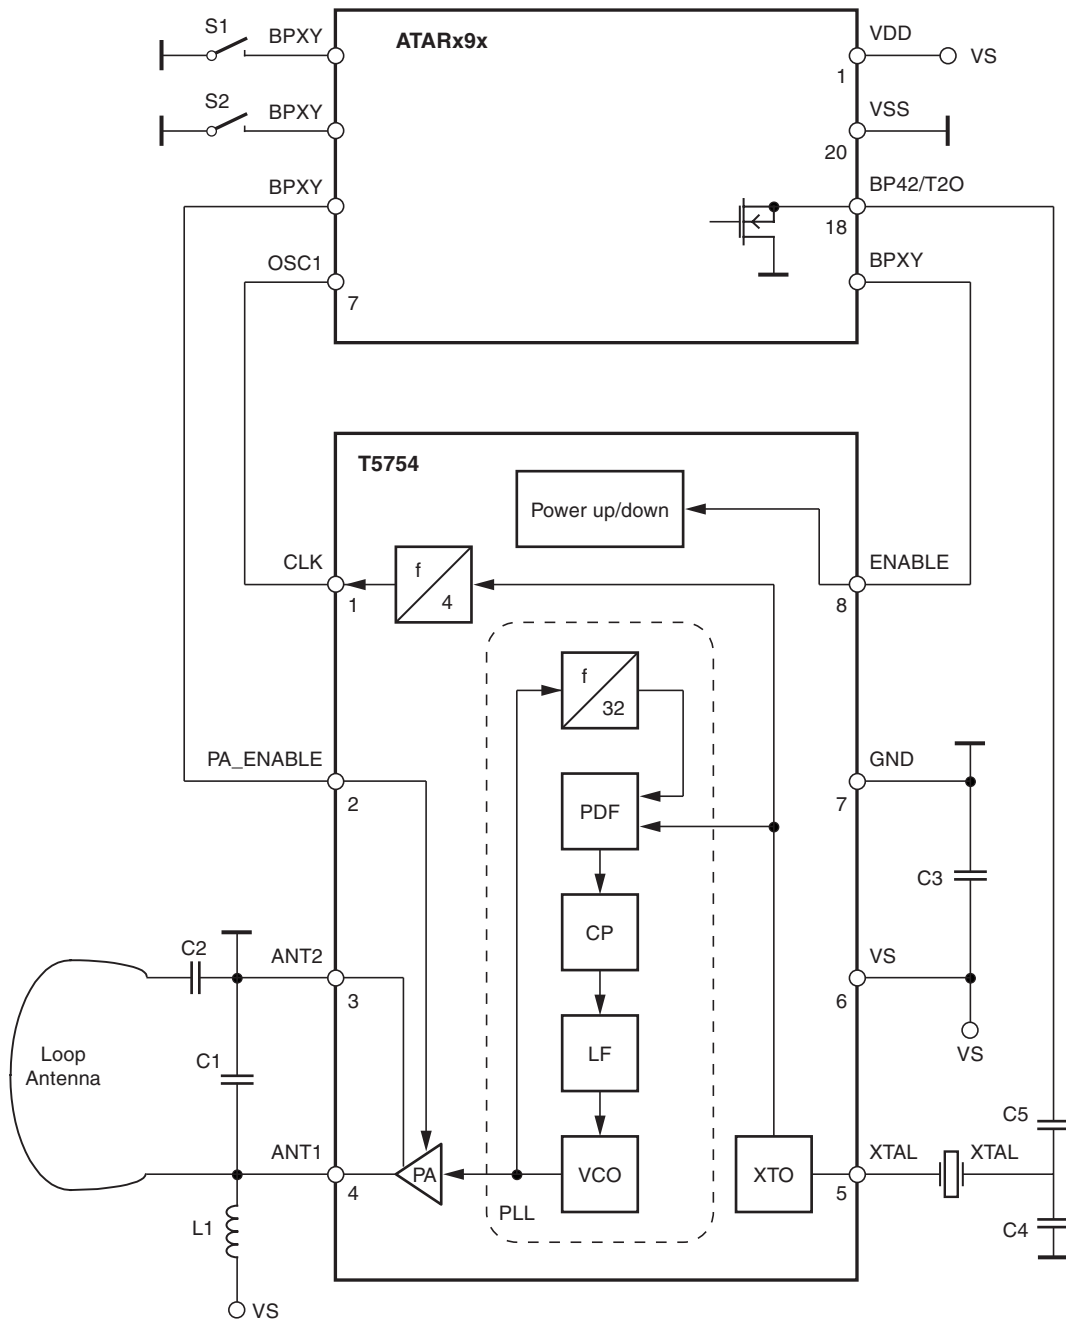 S1
BPXY
ATARx9x
VDD
1
VS
S2
BPXY
VSS
20
BPXY
BP42/T2O
18
OSC1
7
BPXY
T5754
Power up/down
CLK
1
f
4
ENABLE
8
f
32
PA_ENABLE
2
GND
7
PDF
C3
CP
C2
ANT2
3
VS
6
LF
VS
Loop
Antenna
C1
C5
ANT1
4
PA
VCO
XTO
XTAL
5
XTAL
PLL
L1
C4
VS